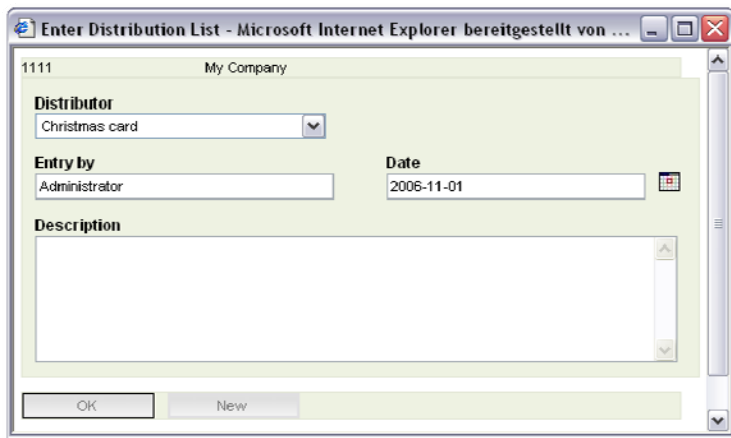 Enter Distribution List - Microsoft Internet Explorer bereitgestellt von ...
1111 My Company
Distributor
Christmas card
Entry by Date
Administrator 2006-11-01
Description
OK New